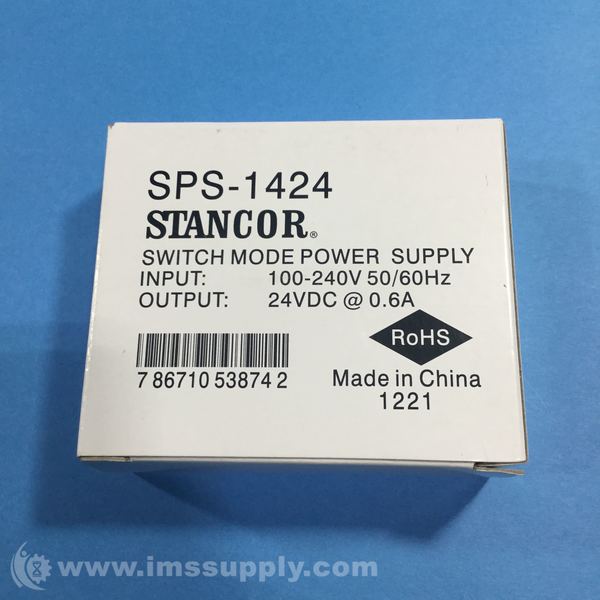 SPS-1424
STANCOR®
SWITCH MODE POWER SUPPLY
INPUT: 100-240V 50/60Hz
OUTPUT: 24VDC @ 0.6A
RoHS
7 86710 53874 2
Made in China
1221
www.imssupply.com